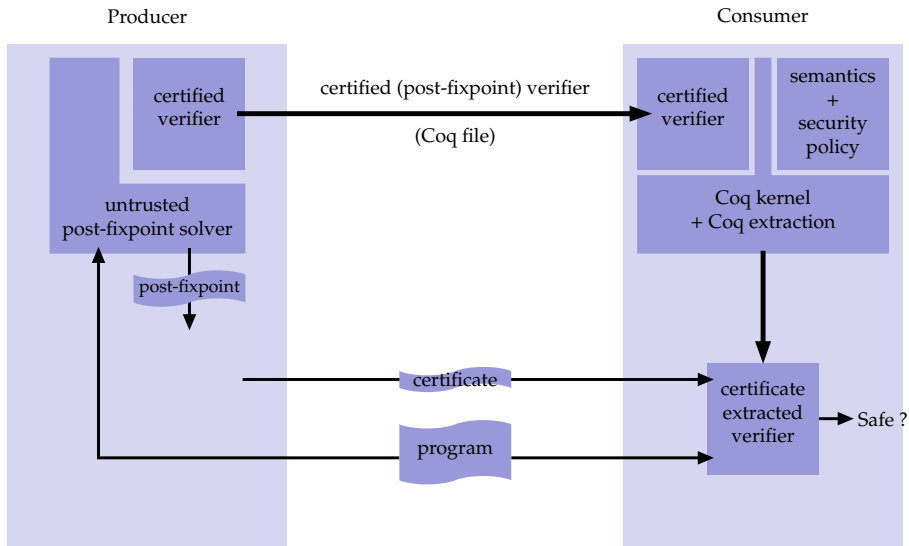 Producer
Consumer
certified
verifier
certified (post-fixpoint) verifier
(Coq file)
certified
verifier
semantics
+
security
policy
untrusted
post-fixpoint solver
Coq kernel
+ Coq extraction
post-fixpoint
certificate
certificate
extracted
verifier
Safe ?
program